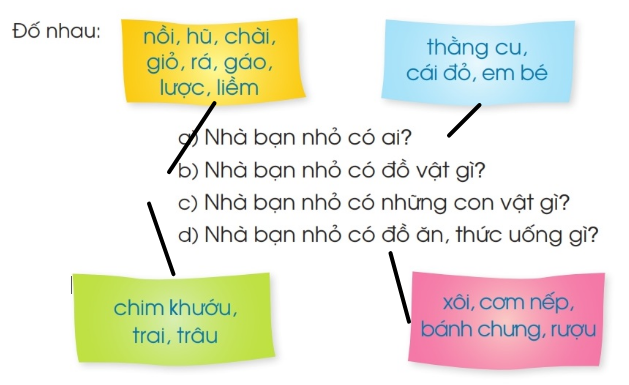 Đố nhau:
nồi, hũ, chài,
giỏ, rá, gáo,
lược, liềm
thằng cu,
cái đỏ, em bé
a) Nhà bạn nhỏ có ai?
b) Nhà bạn nhỏ có đồ vật gì?
c) Nhà bạn nhỏ có những con vật gì?
d) Nhà bạn nhỏ có đồ ăn, thức uống gì?
chim khướu,
trai, trâu
xôi, cơm nếp,
bánh chưng, rượu